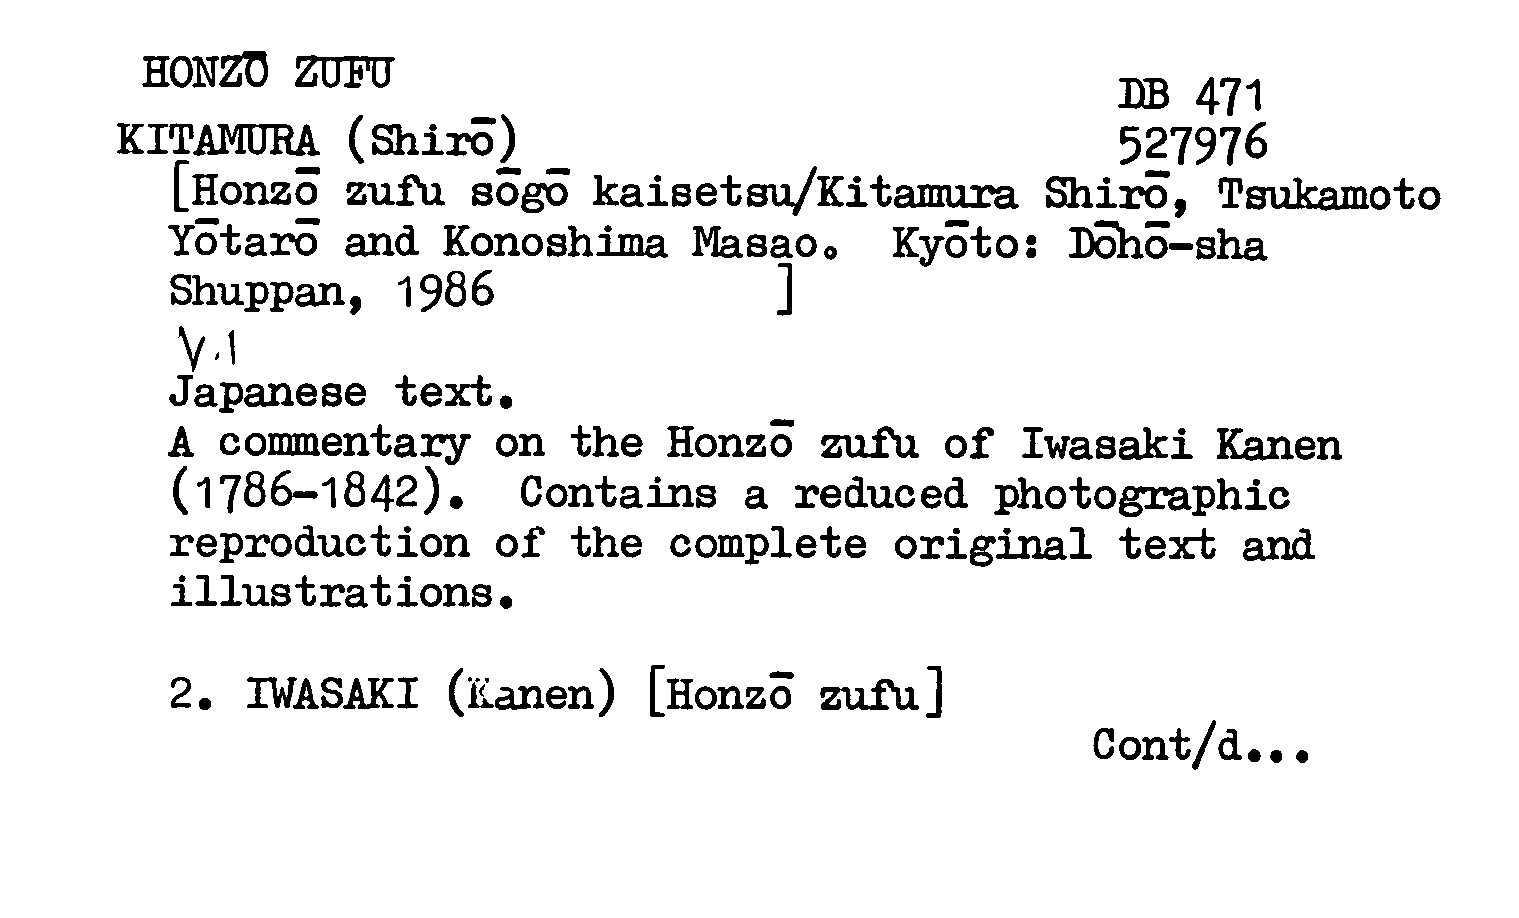 HONZŌ ZUFU
DB 471
KITAMURA (Shirō)
527976
[Honzō zufu sōgō kaisetsu/Kitamura Shirō, Tsukamoto
Yōtarō and Konoshima Masao. Kyōto: Dōhō-sha
Shuppan, 1986 ]
V.1
Japanese text.
A commentary on the Honzō zufu of Iwasaki Kanen
(1786-1842). Contains a reduced photographic
reproduction of the complete original text and
illustrations.
2. IWASAKI (Kanen) [Honzō zufu]
Cont/d...